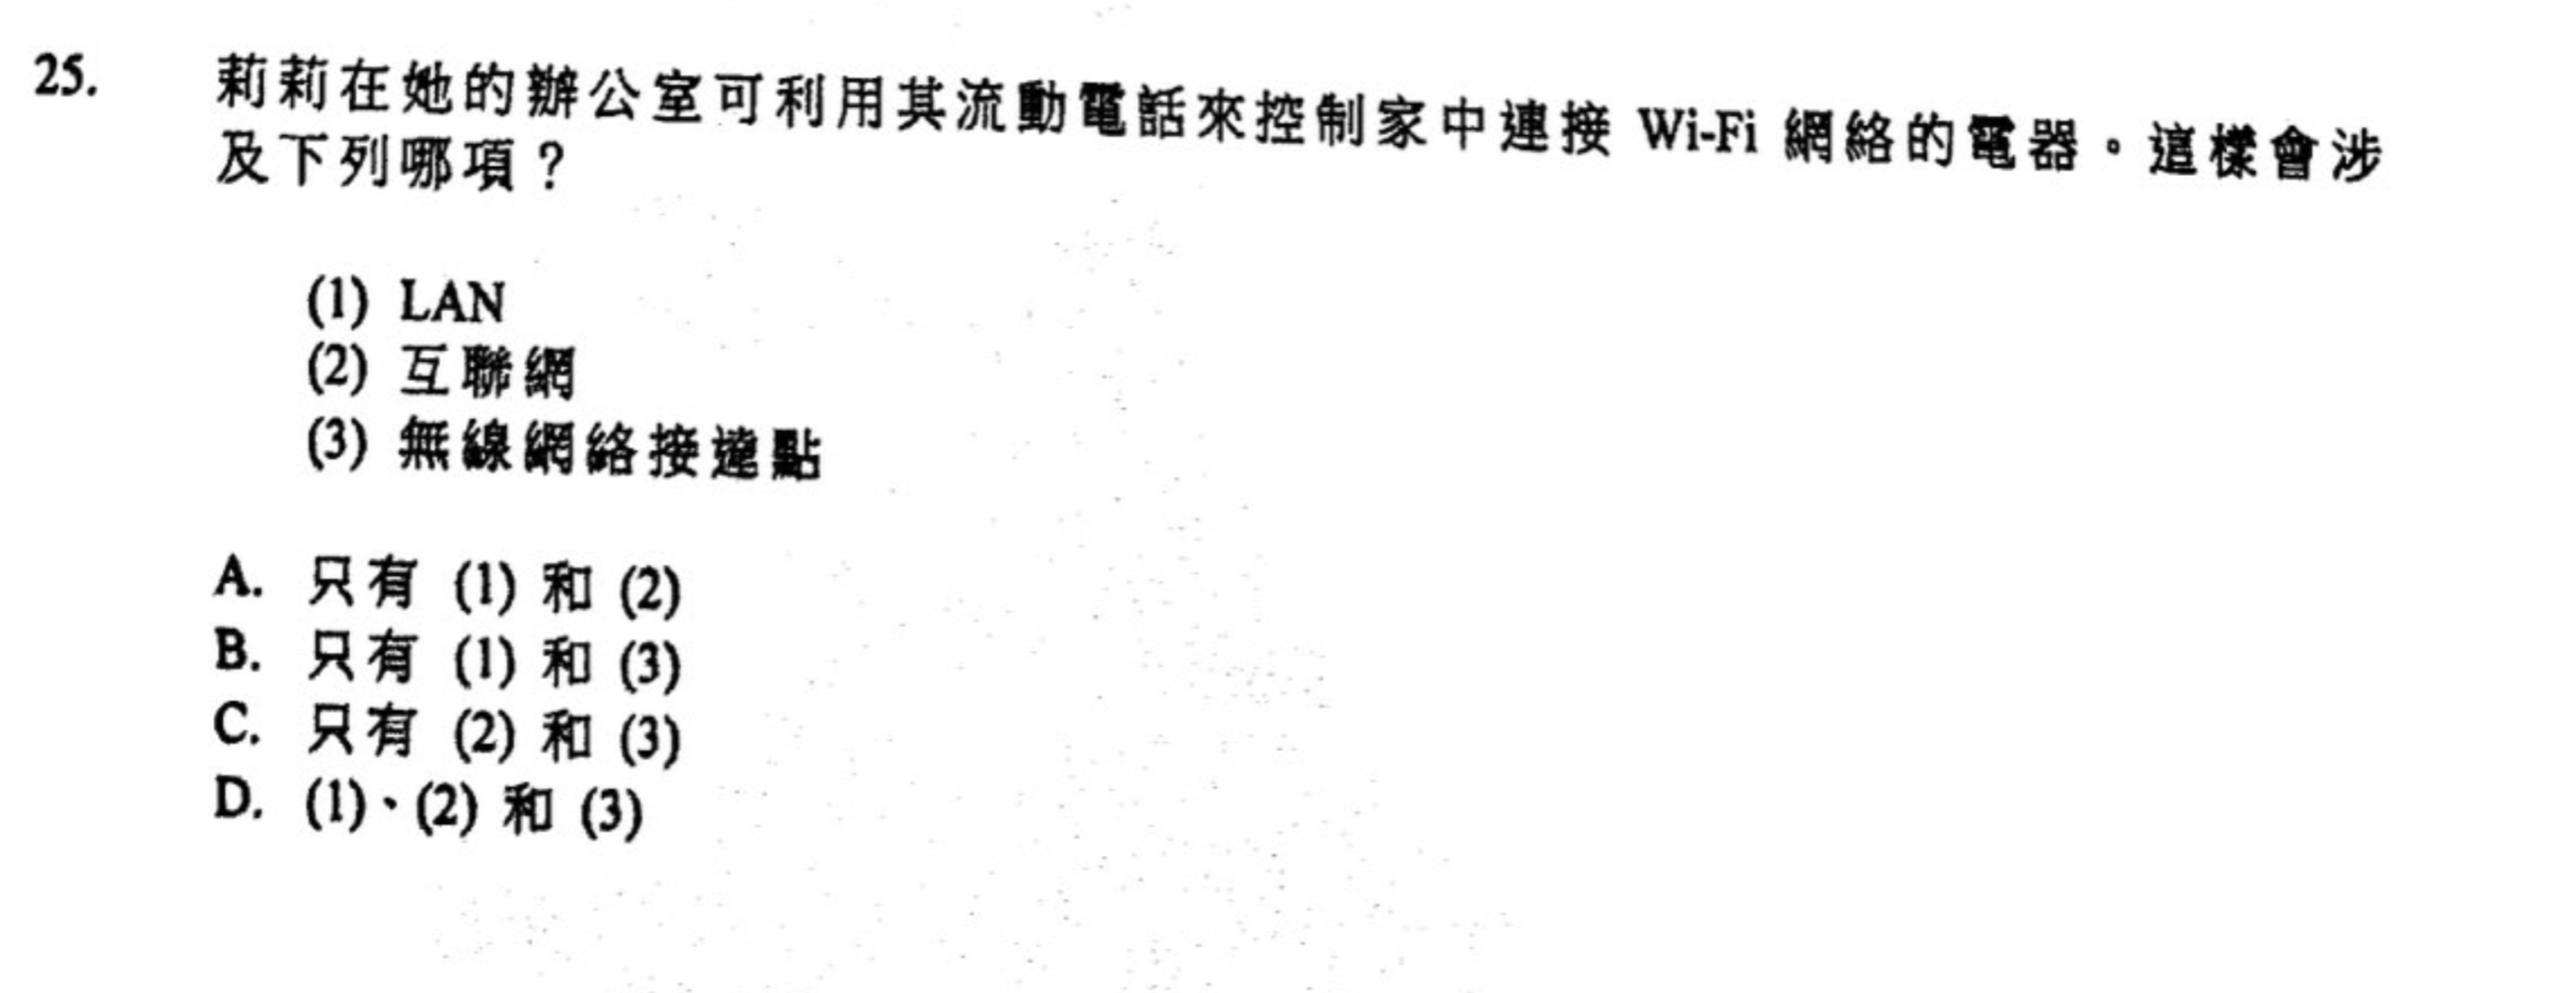 25. 莉莉在她的辦公室可利用其流動電話來控制家中連接 Wi-Fi 網絡的電器。這樣會涉
及下列哪項？
(1) LAN
(2) 互聯網
(3) 無線網絡接達點
A. 只有 (1) 和 (2)
B. 只有 (1) 和 (3)
C. 只有 (2) 和 (3)
D. (1)、(2) 和 (3)